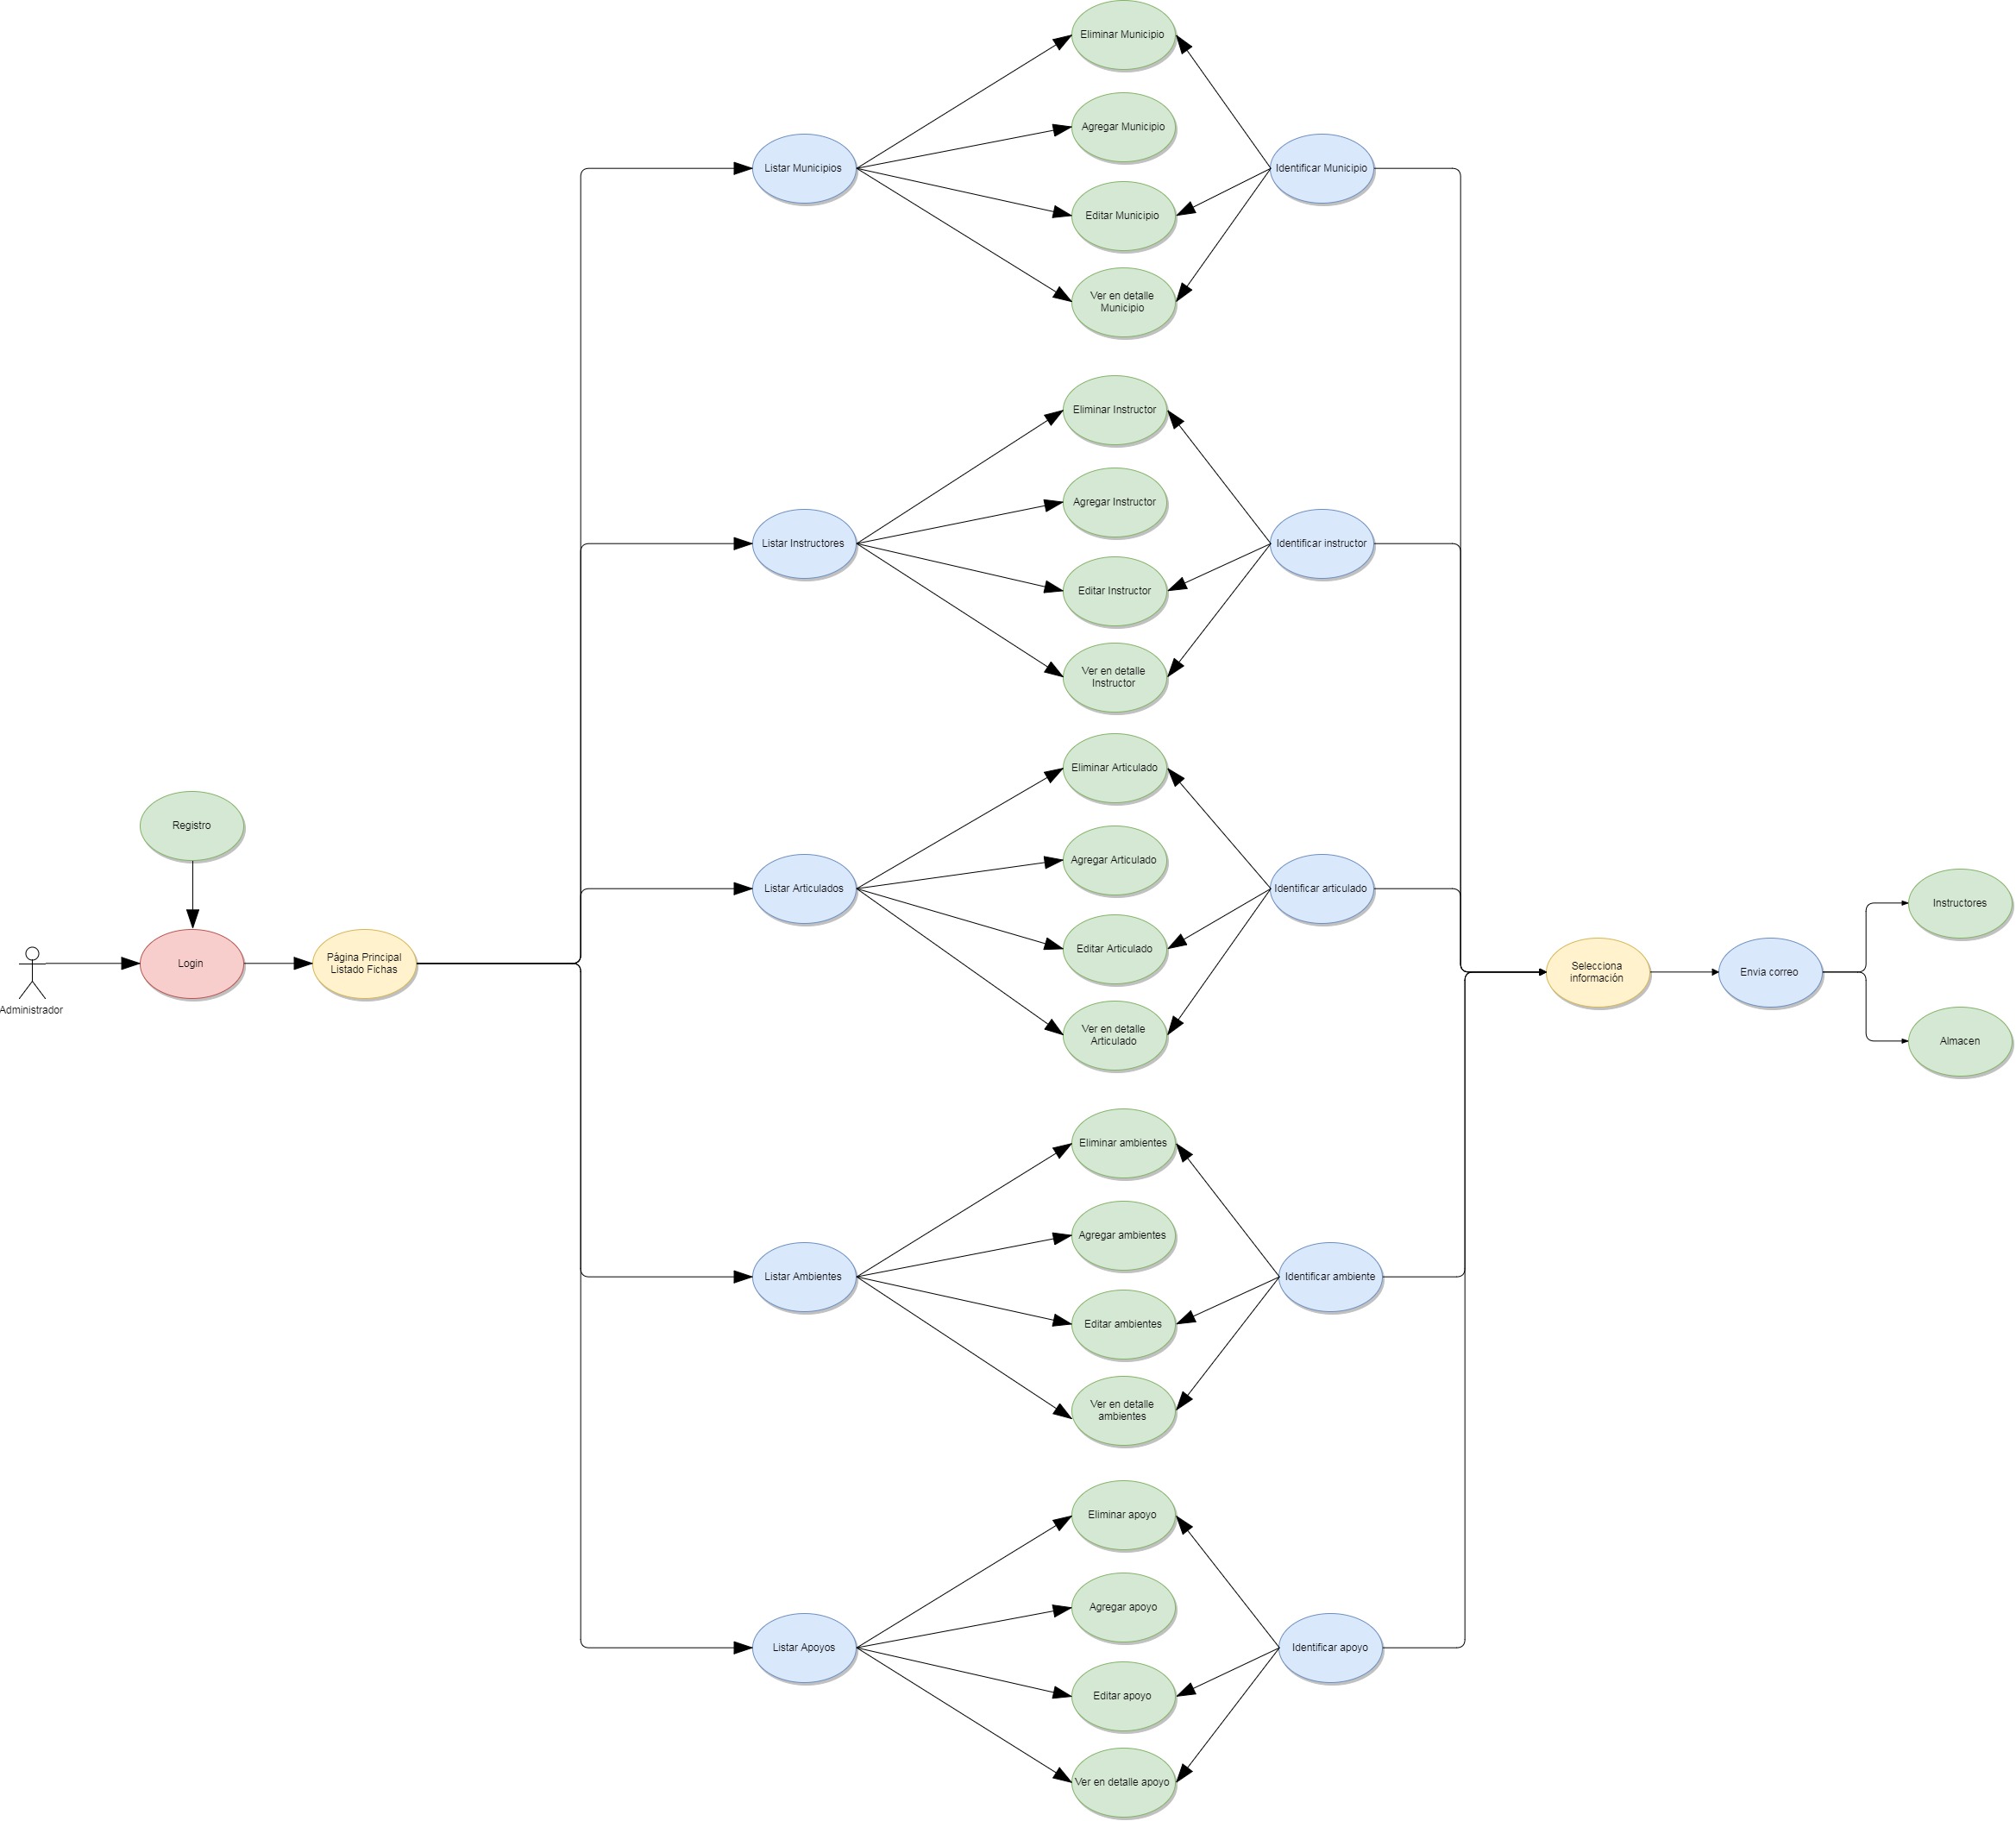 Eliminar Municipio
Agregar Municipio
Listar Municipios
Identificar Municipio
Editar Municipio
Ver en detalle
Municipio
Eliminar Instructor
Agregar Instructor
Listar Instructores
Identificar instructor
Editar Instructor
Ver en detalle
Instructor
Eliminar Articulado
Registro
Agregar Articulado
Listar Articulados
Identificar articulado
Editar Articulado
Ver en detalle
Articulado
Administrador
Login
Página Principal
Listado Fichas
Selecciona
información
Envia correo
Instructores
Almacen
Eliminar ambientes
Agregar ambientes
Listar Ambientes
Identificar ambiente
Editar ambientes
Ver en detalle
ambientes
Eliminar apoyo
Agregar apoyo
Listar Apoyos
Identificar apoyo
Editar apoyo
Ver en detalle apoyo